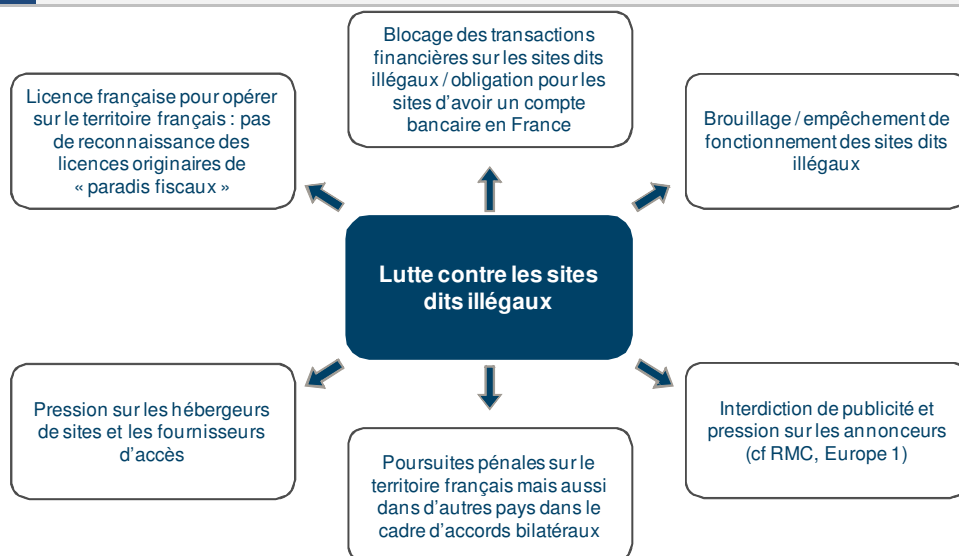 Blocage des transactions
financières sur les sites dits
illégaux / obligation pour les
sites d'avoir un compte
bancaire en France
Licence française pour opérer
sur le territoire français : pas
de reconnaissance des
licences originaires de
« paradis fiscaux »
Brouillage / empêchement de
fonctionnement des sites dits
illégaux
Lutte contre les sites
dits illégaux
Pression sur les hébergeurs
de sites et les fournisseurs
d'accès
Poursuites pénales sur le
territoire français mais aussi
dans d'autres pays dans le
cadre d'accords bilatéraux
Interdiction de publicité et
pression sur les annonceurs
(cf RMC, Europe 1)